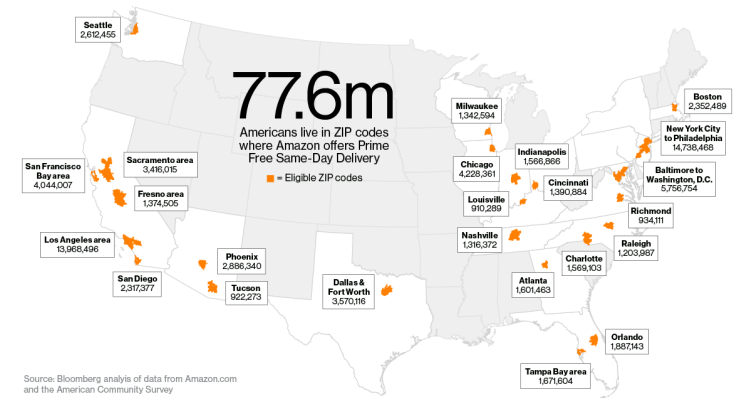 Seattle
2,612,455
77.6m
Americans live in ZIP codes
where Amazon offers Prime
Free Same-Day Delivery
= Eligible ZIP codes
San Francisco
Bay area
4,044,007
Sacramento area
3,416,015
Fresno area
1,374,505
Los Angeles area
13,968,496
San Diego
2,317,377
Phoenix
2,886,340
Tucson
922,273
Dallas &
Fort Worth
3,570,116
Milwaukee
1,342,594
Chicago
4,228,361
Indianapolis
1,566,866
Cincinnati
1,390,884
Louisville
910,289
Nashville
1,316,372
Atlanta
1,601,463
Charlotte
1,569,103
Raleigh
1,203,987
Richmond
934,111
Baltimore to
Washington, D.C.
5,756,754
New York City
to Philadelphia
14,738,468
Boston
2,352,489
Orlando
1,887,143
Tampa Bay area
1,671,604
Source: Bloomberg analyis of data from Amazon.com
and the American Community Survey